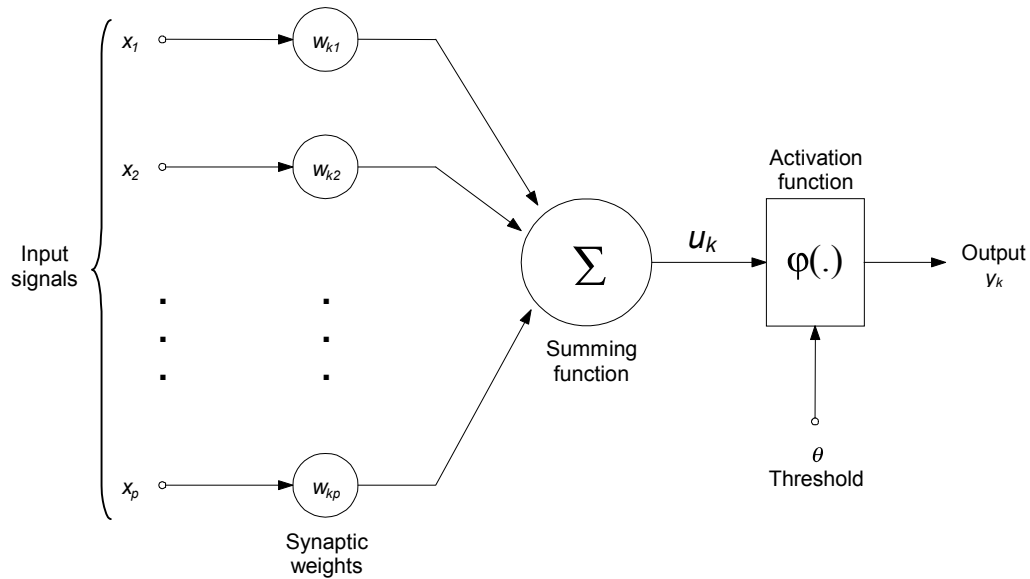 Input
signals
x1
x2
xp
wk1
wk2
wkp
Synaptic
weights
Σ
Summing
function
uk
Activation
function
φ(.)
θ
Threshold
Output
yk